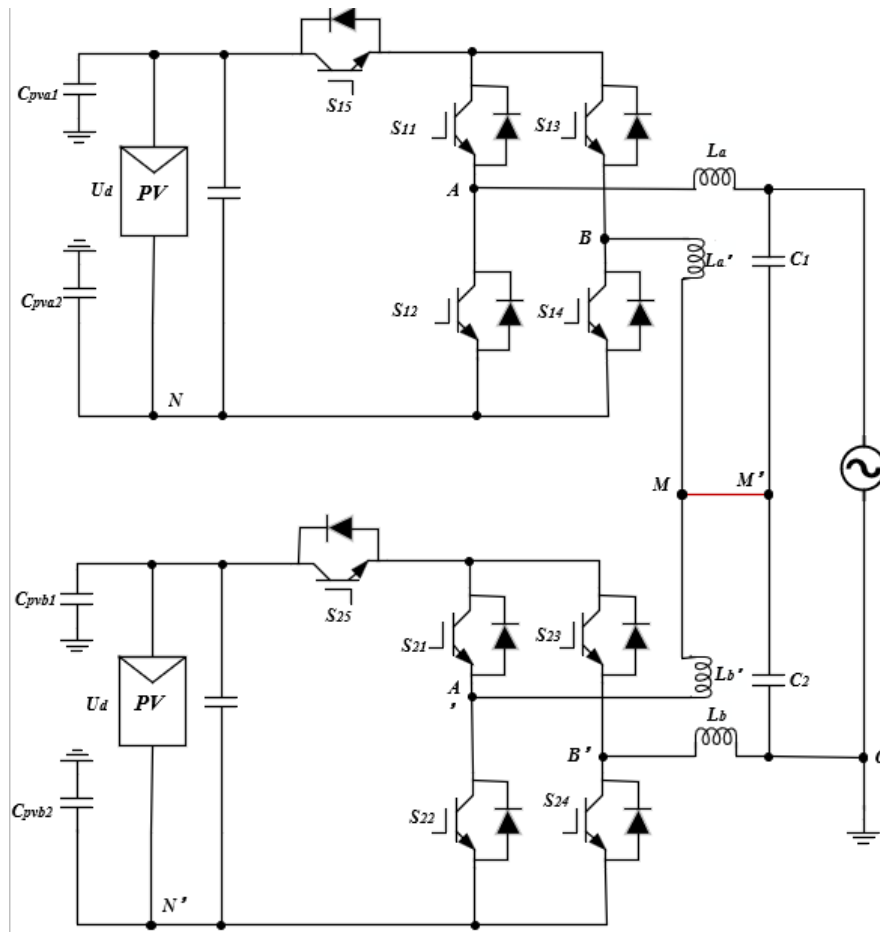 S15
Cpva1
S11
S13
La
Ud
PV
A
B
La'
C1
Cpva2
S12
S14
N
M
M'
Cpvb1
S25
S21
S23
Ud
PV
A
'
Lb'
C2
Lb
B'
Cpvb2
S22
S24
N'